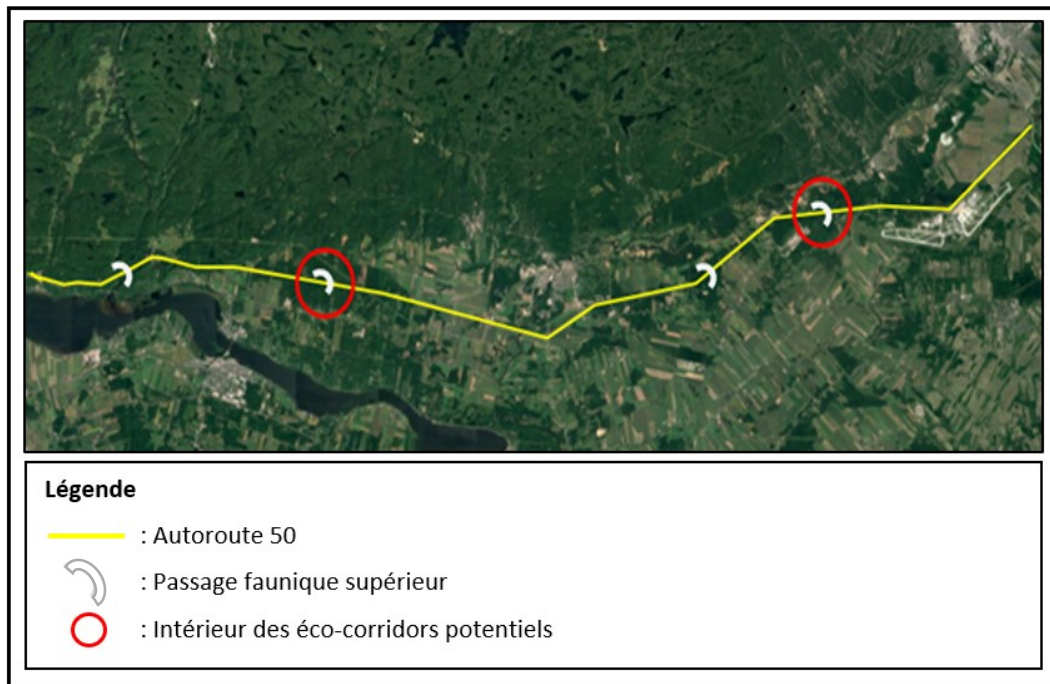 Légende
: Autoroute 50
: Passage faunique supérieur
: Intérieur des éco-corridors potentiels